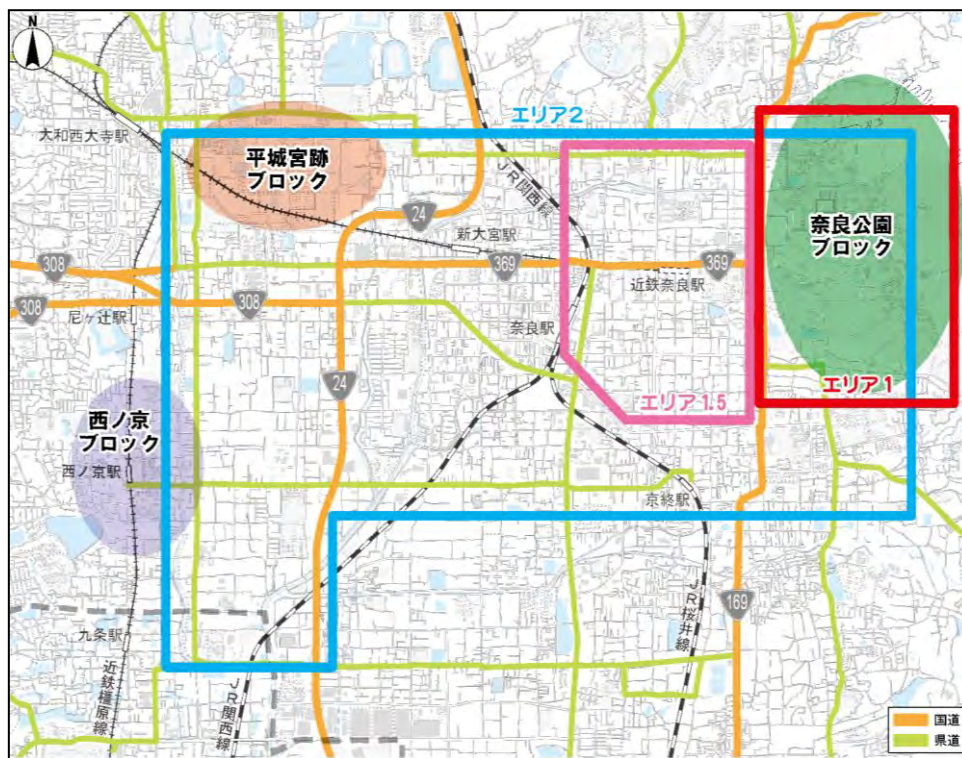 N
エリア2
大和西大寺駅
平城宮跡
ブロック
JR関西線
24
新大宮駅
奈良公園
ブロック
308
369
369
近鉄奈良駅
308
308
尼ヶ辻駅
奈良駅
24
エリア1
エリア1.5
西ノ京
ブロック
西ノ京駅
京終駅
169
JR桜井線
九条駅
近鉄橿原線
JR関西線
国道
県道